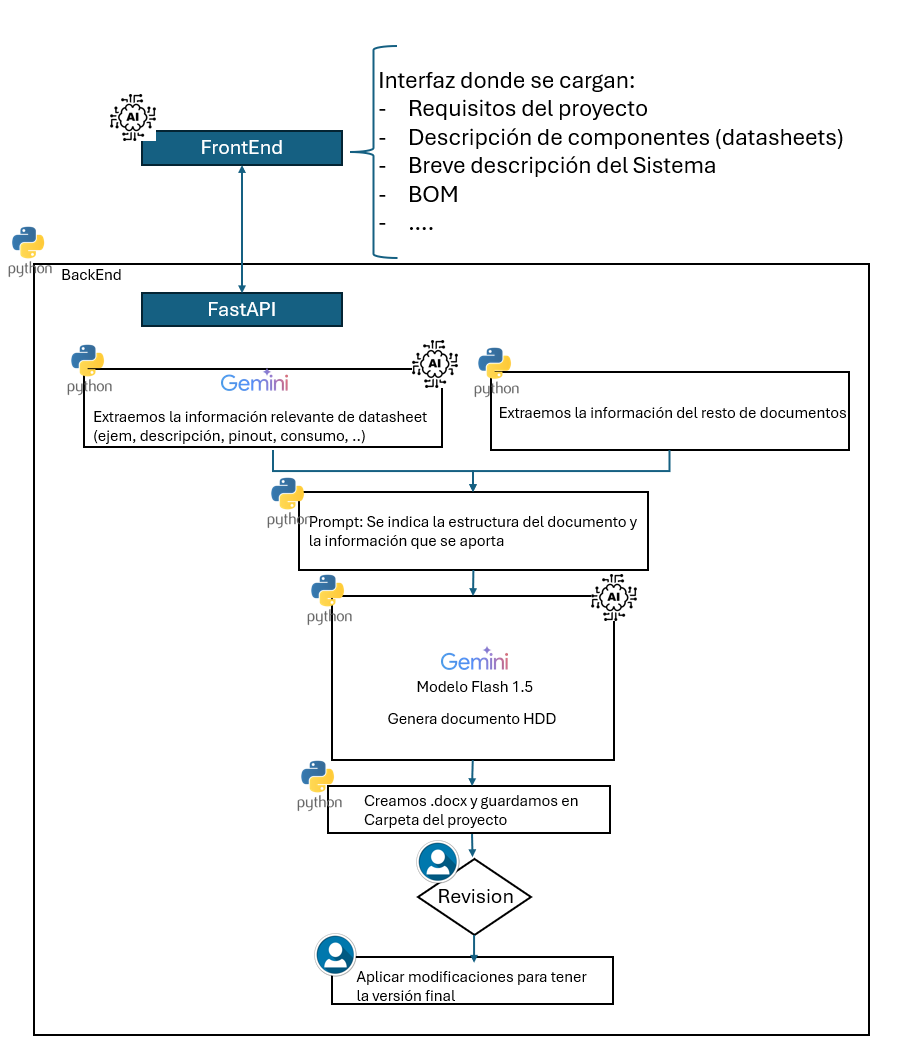 Interfaz donde se cargan:
- Requisitos del proyecto
- Descripción de componentes (datasheets)
- Breve descripción del Sistema
- BOM
- ....
AI
FrontEnd
python
BackEnd
FastAPI
python
Gemini
AI
Extraemos la información relevante de datasheet
(ejem, descripción, pinout, consumo, ..)
python
Extraemos la información del resto de documentos
python
Prompt: Se indica la estructura del documento y
la información que se aporta
python
AI
Gemini
Modelo Flash 1.5
Genera documento HDD
python
Creamos .docx y guardamos en
Carpeta del proyecto
Revision
Aplicar modificaciones para tener
la versión final